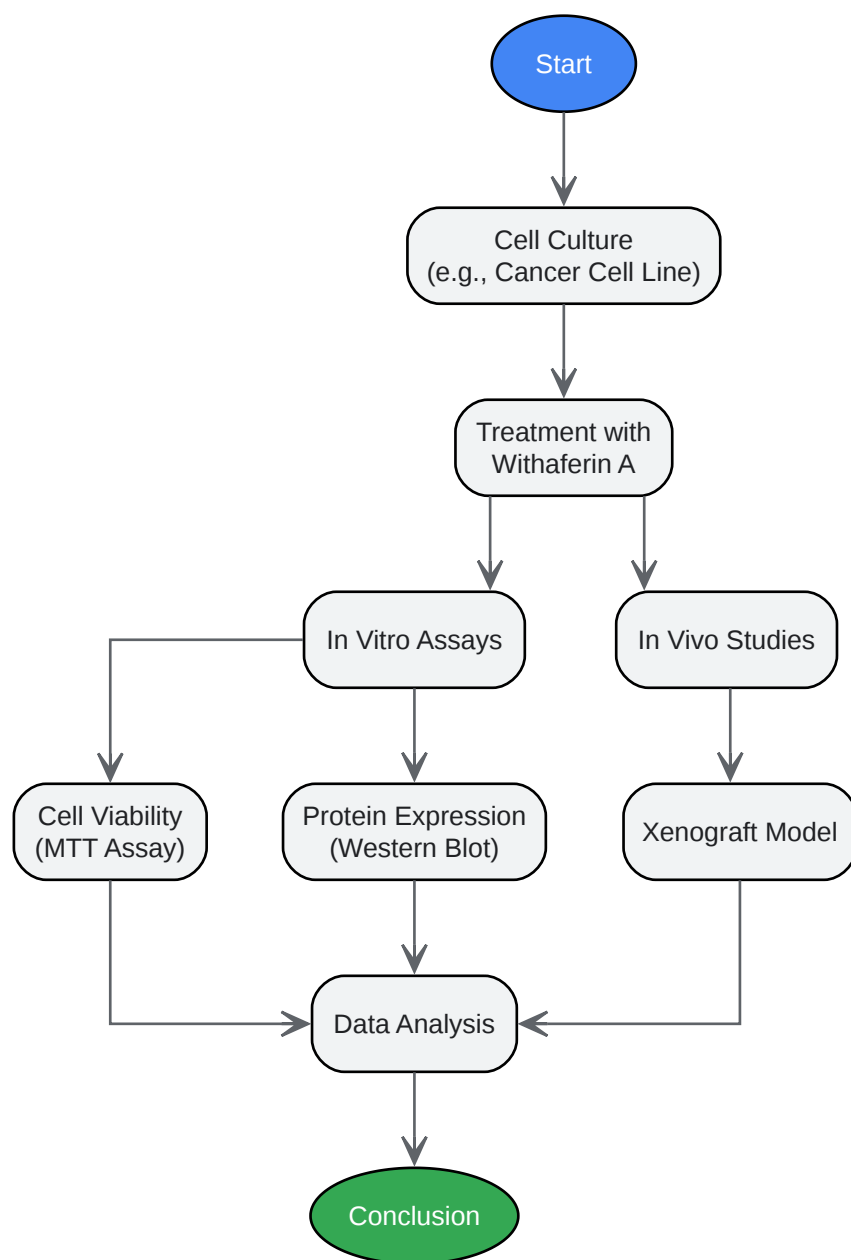 Start
Cell Culture
(e.g., Cancer Cell Line)
Treatment with
Withaferin A
In Vitro Assays
In Vivo Studies
Cell Viability
(MTT Assay)
Protein Expression
(Western Blot)
Xenograft Model
Data Analysis
Conclusion